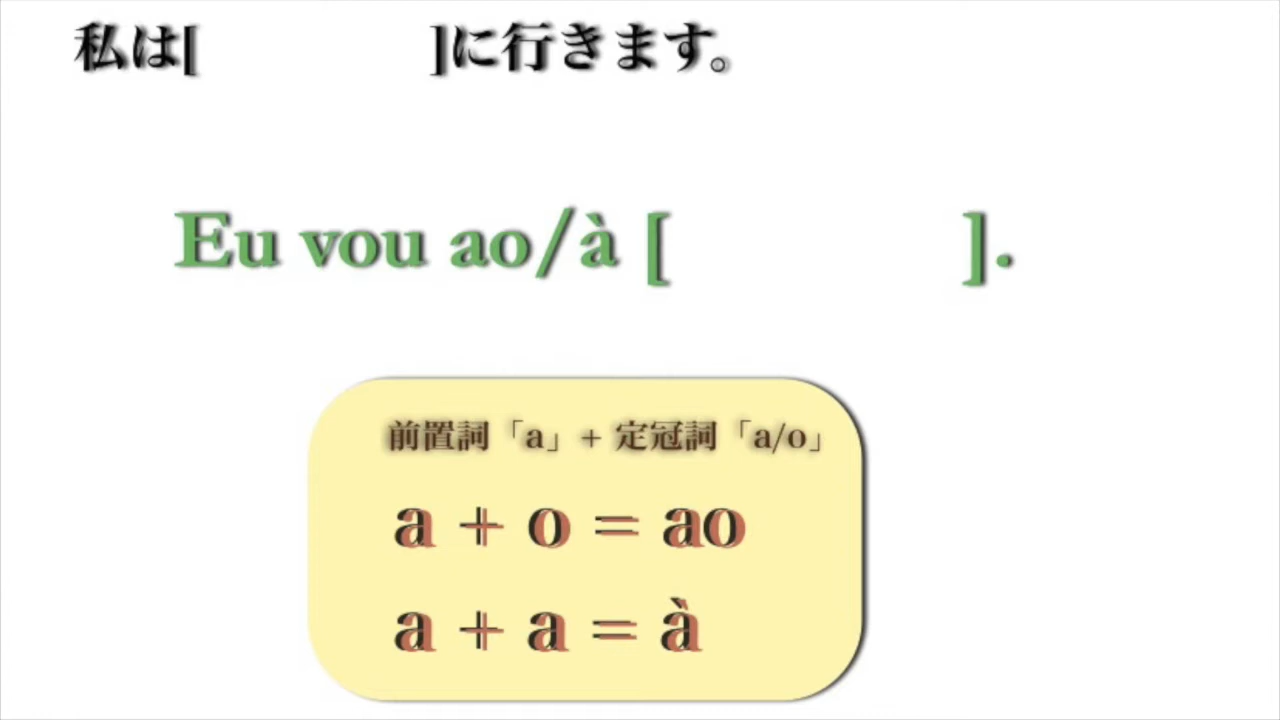 私は[ ]に行きます。
Eu vou ao/à [ ].
前置詞「a」+ 定冠詞「a/o」
a + o = ao
a + a = à